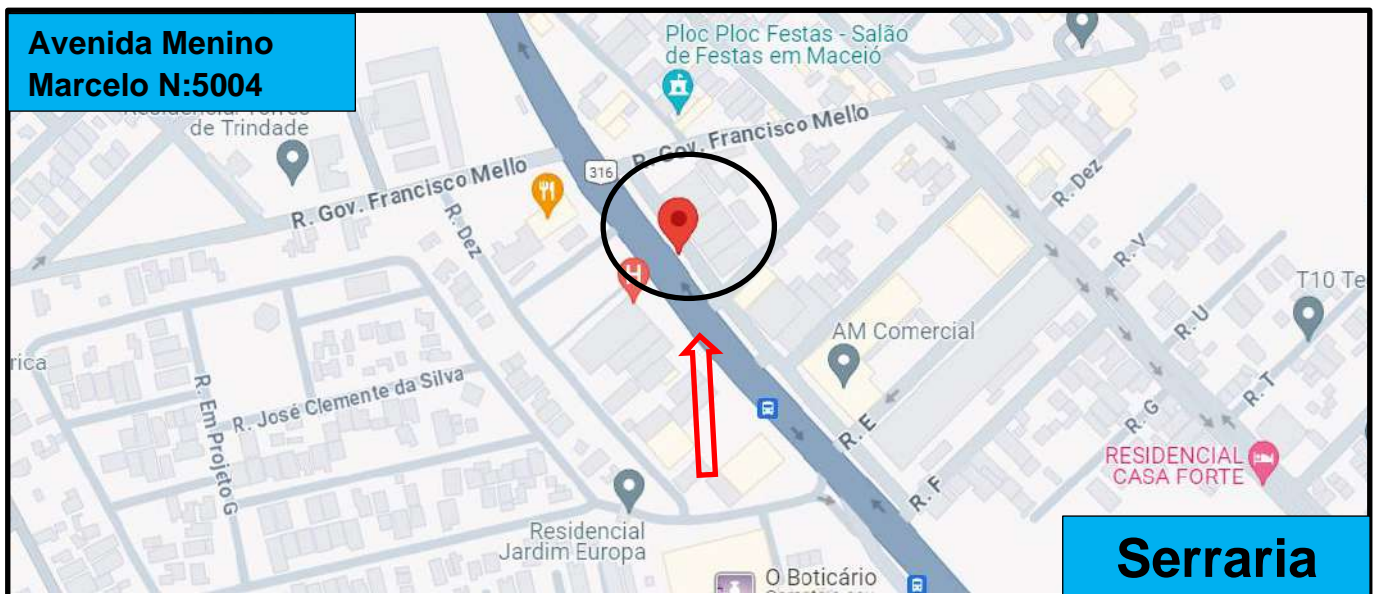 Avenida Menino
Marcelo N:5004
Ploc Ploc Festas - Salão
de Festas em Maceió
de Trindade
R. Gov. Francisco Mello
316
R. Gov. Francisco Mello
R. Dez
R. Dez
R. V
T10 Te
R. U
H
AM Comercial
rica
R. Em Projeto G
R. José Clemente da Silva
R. T
R. G
R. E
RESIDENCIAL
CASA FORTE
R. F
Residencial
Jardim Europa
O Boticário
Serraria